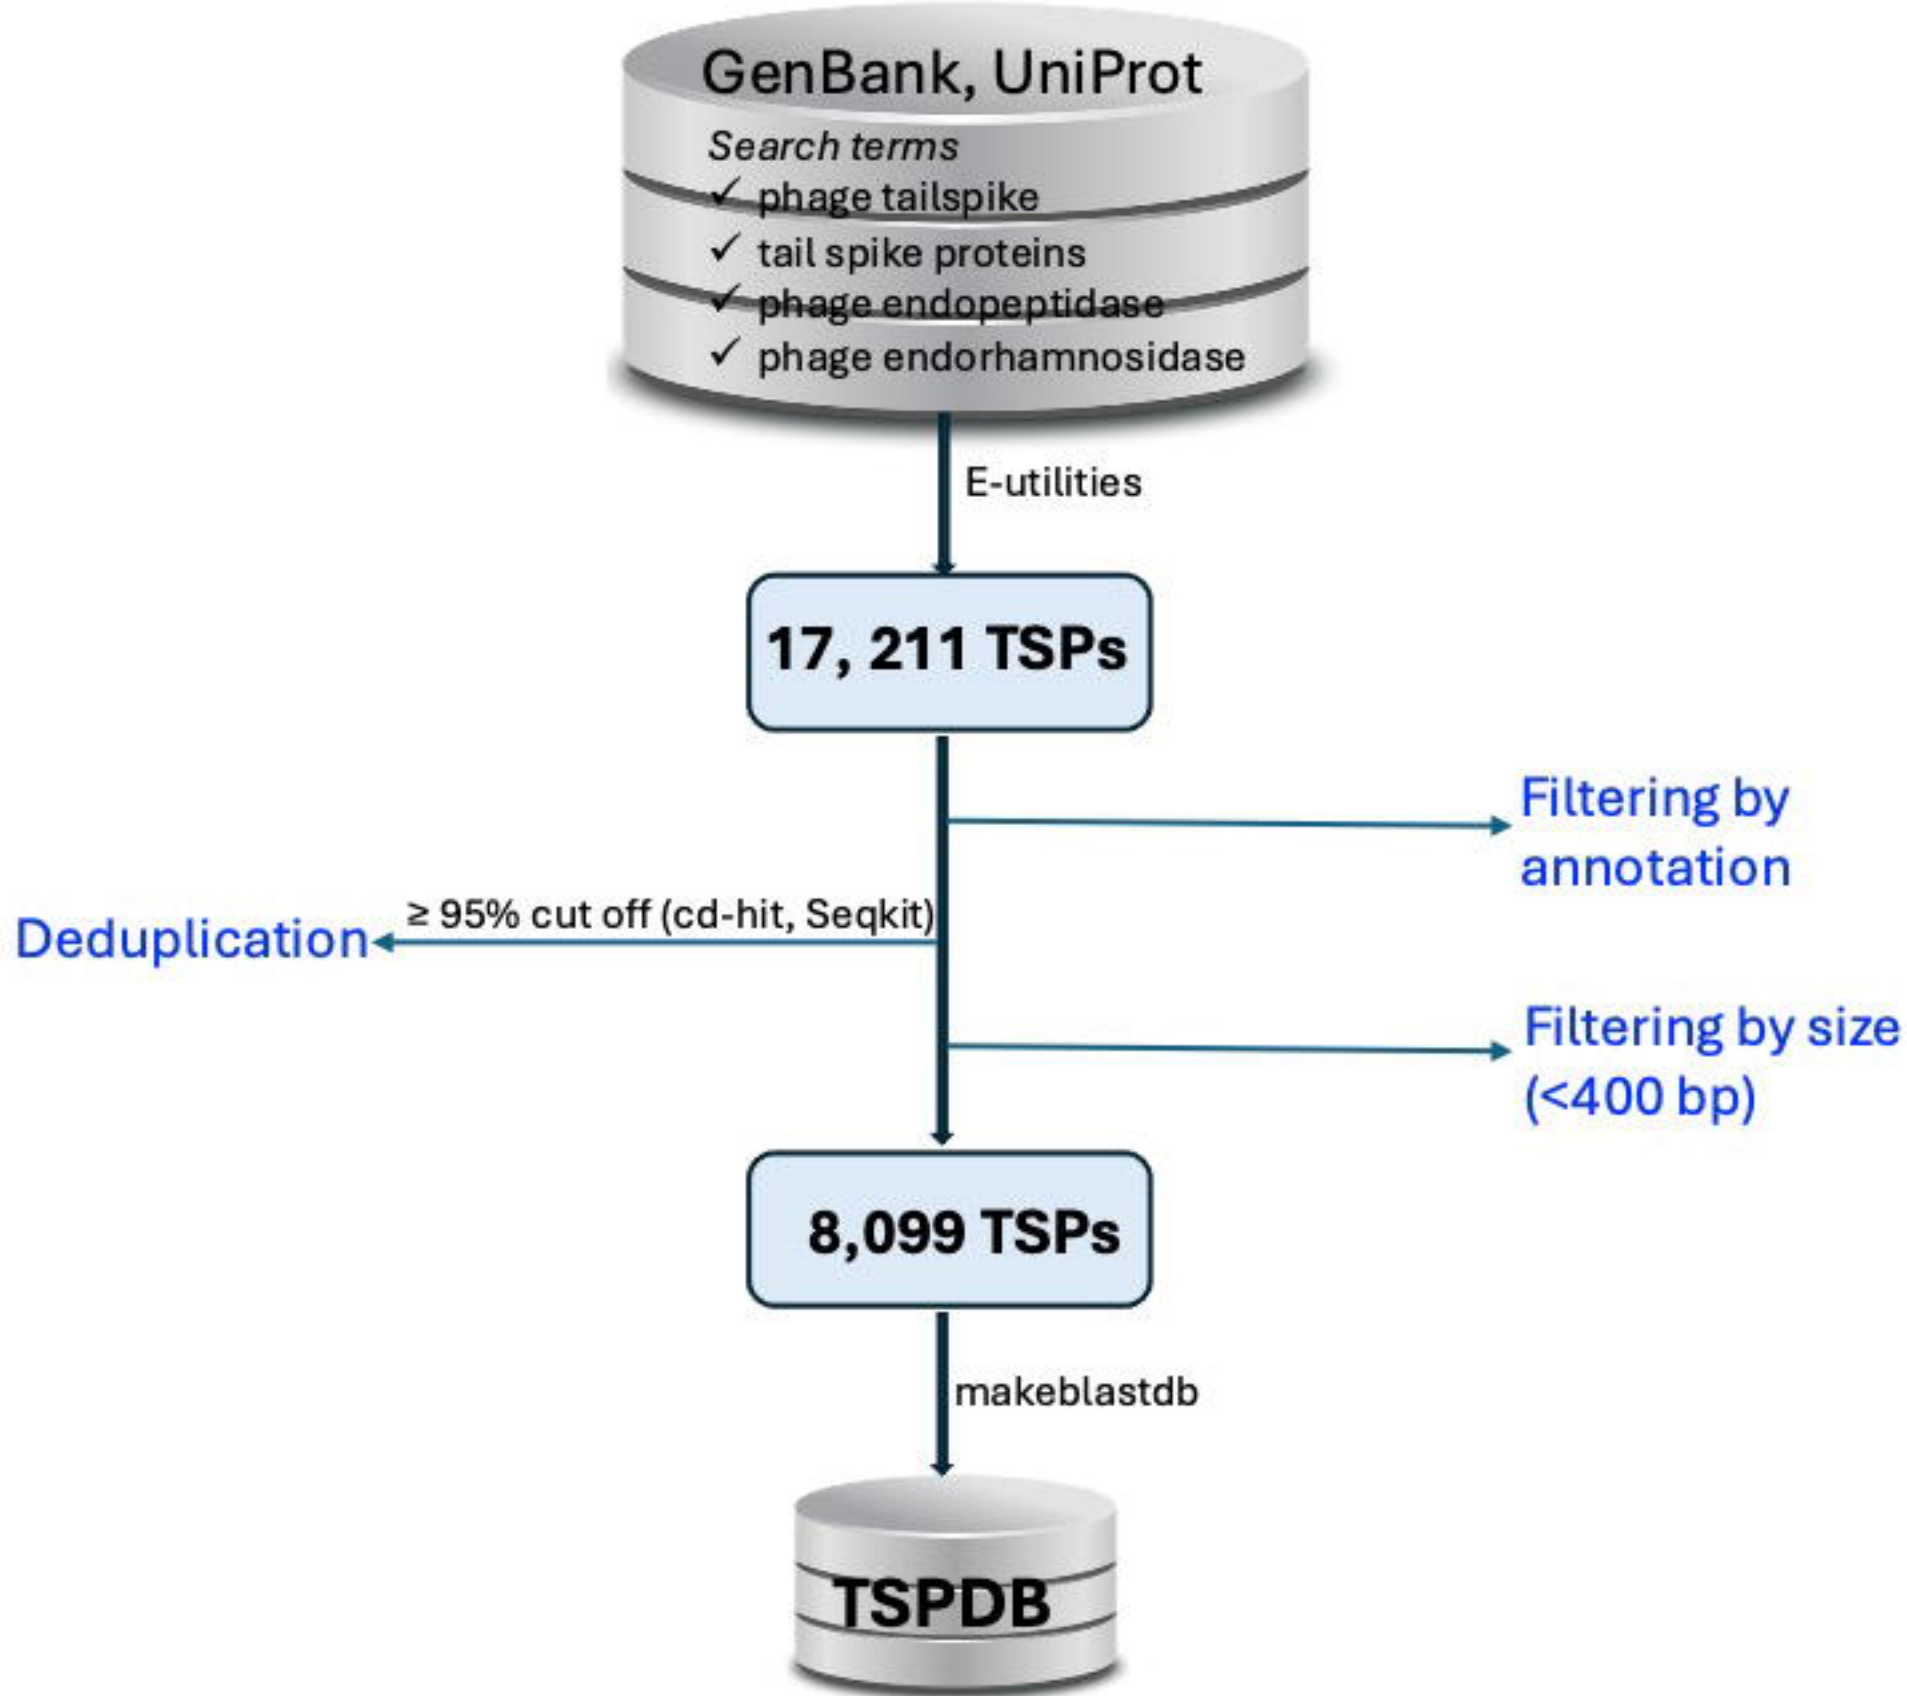 GenBank, UniProt
Search terms
✓ phage tailspike
✓ tail spike proteins
✓ phage endopeptidase
✓ phage endorhamnosidase
E-utilities
17, 211 TSPs
Filtering by
annotation
≥ 95% cut off (cd-hit, Seqkit)
Deduplication
Filtering by size
(<400 bp)
8,099 TSPs
makeblastdb
TSPDB